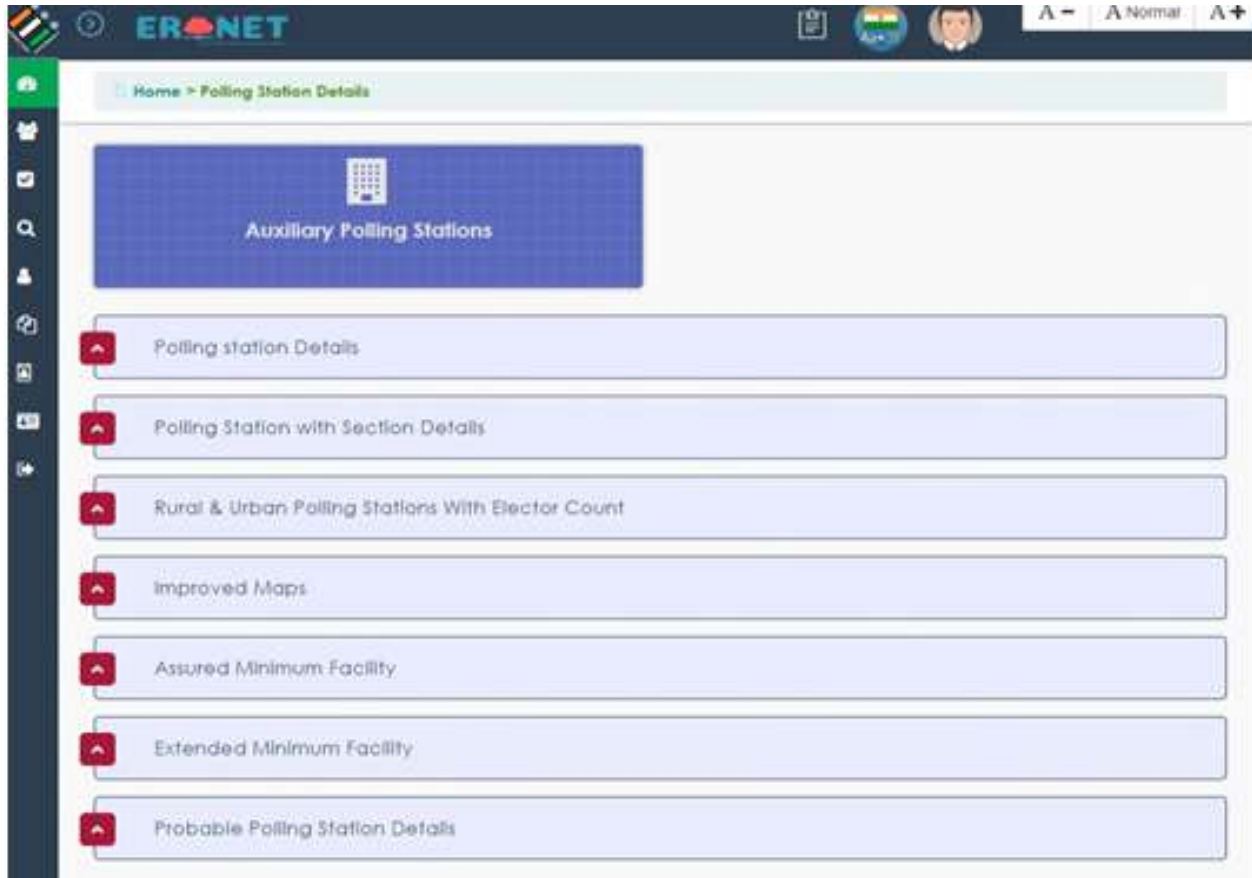 ERONET
A - A Normal A +
Home > Polling Station Details
Auxiliary Polling Stations
Polling station Details
Polling Station with Section Details
Rural & Urban Polling Stations With Elector Count
Improved Maps
Assured Minimum Facility
Extended Minimum Facility
Probable Polling Station Details